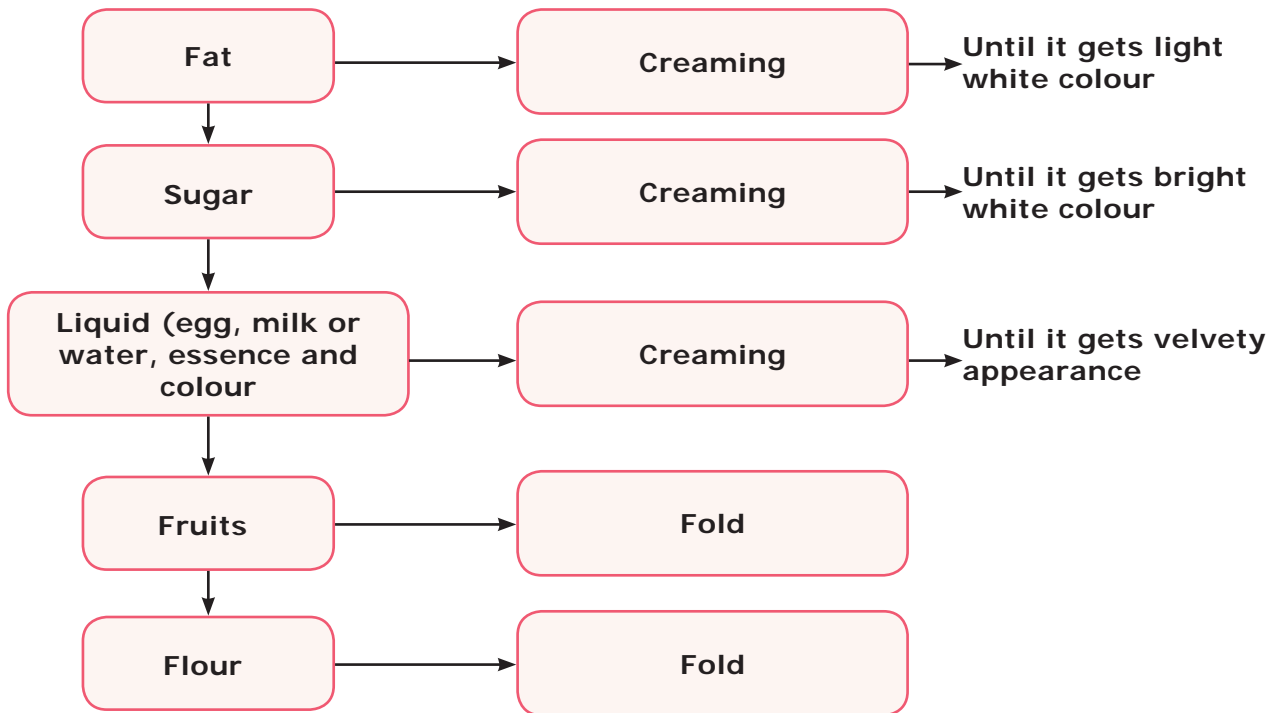 Fat
Creaming
Until it gets light
white colour
Sugar
Creaming
Until it gets bright
white colour
Liquid (egg, milk or
water, essence and
colour
Creaming
Until it gets velvety
appearance
Fruits
Fold
Flour
Fold